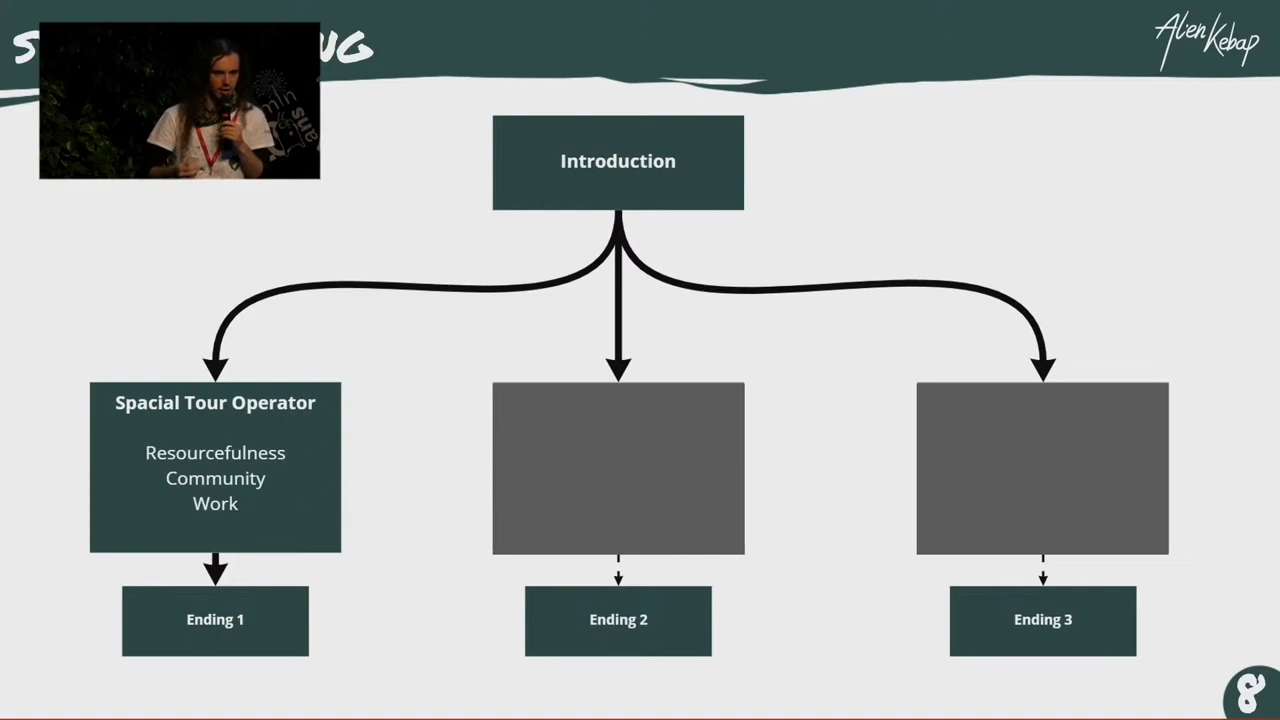 Alien Kebap
Introduction
Spacial Tour Operator
Resourcefulness
Community
Work
Ending 1
Ending 2
Ending 3
8